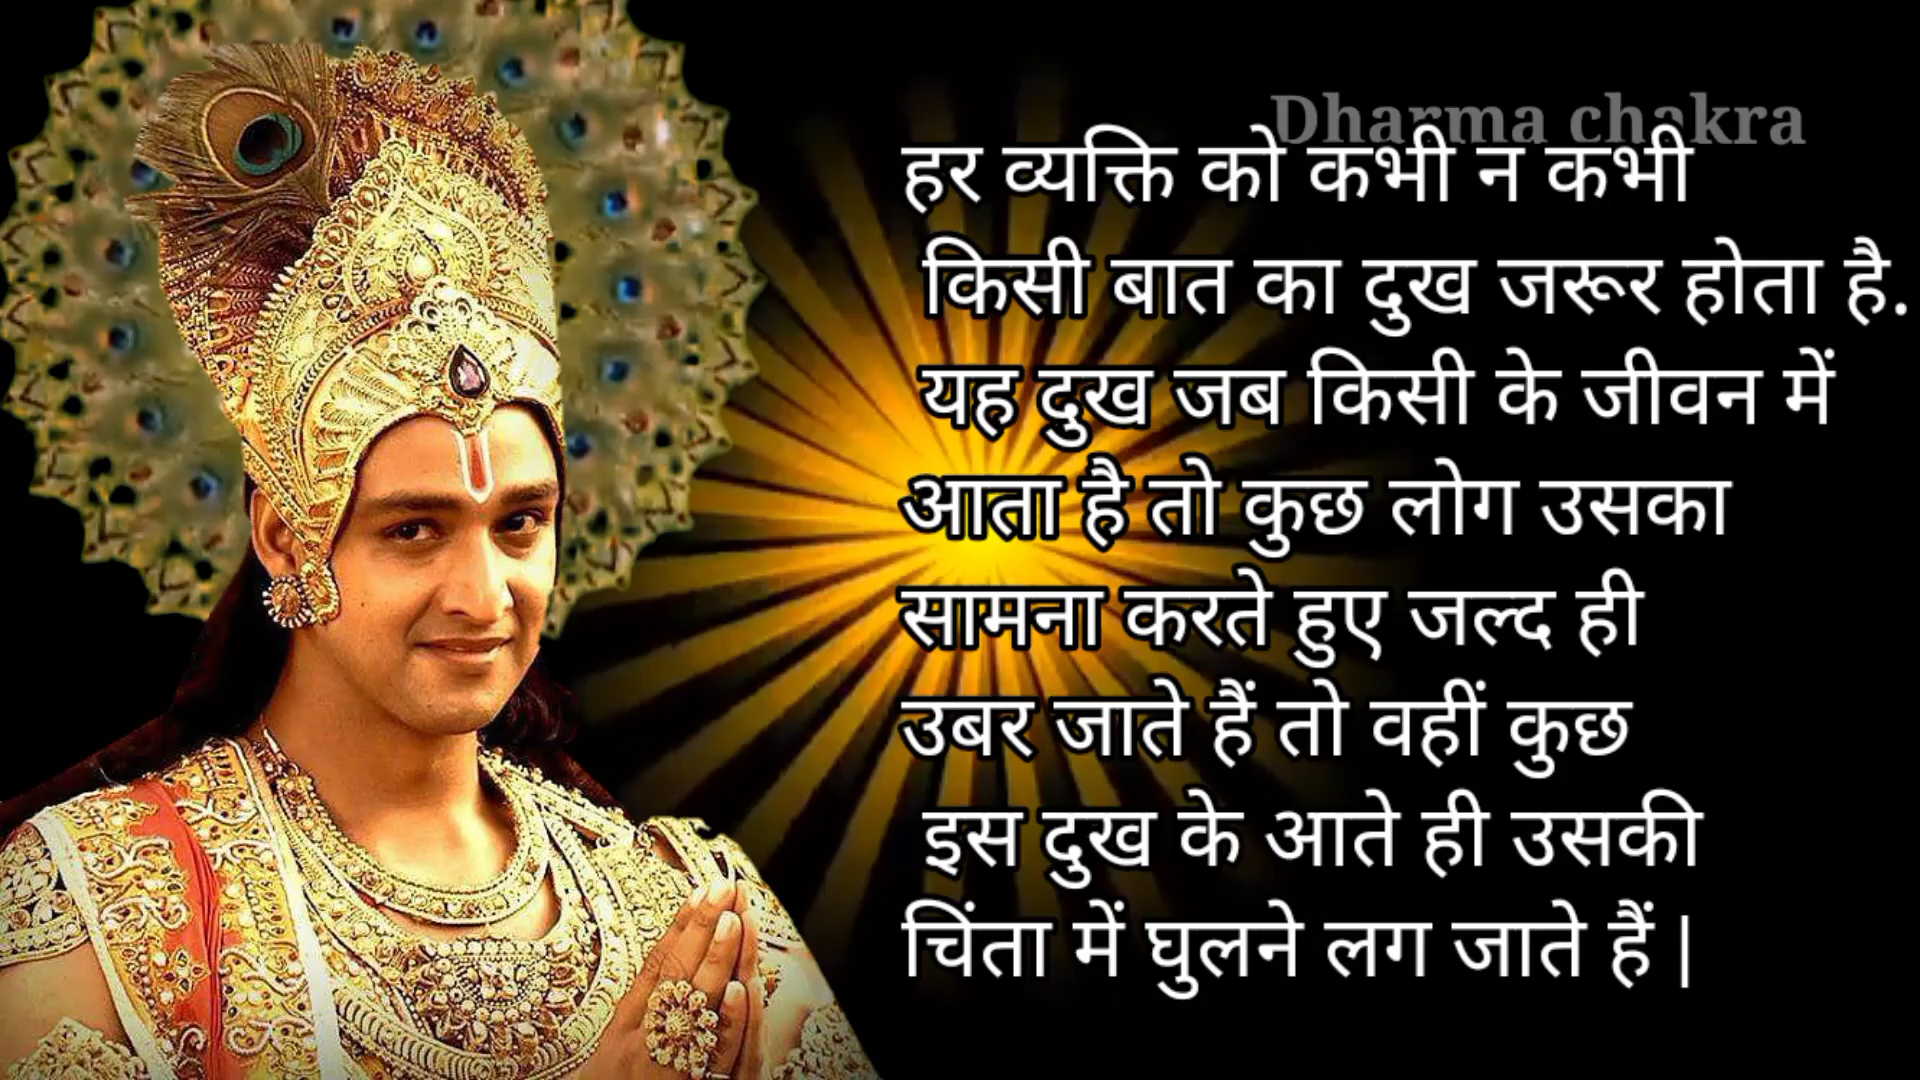 Dharma chakra
हर व्यक्ति को कभी न कभी
किसी बात का दुख जरूर होता है.
यह दुख जब किसी के जीवन में
आता है तो कुछ लोग उसका
सामना करते हुए जल्द ही
उबर जाते हैं तो वहीं कुछ
इस दुख के आते ही उसकी
चिंता में घुलने लग जाते हैं |